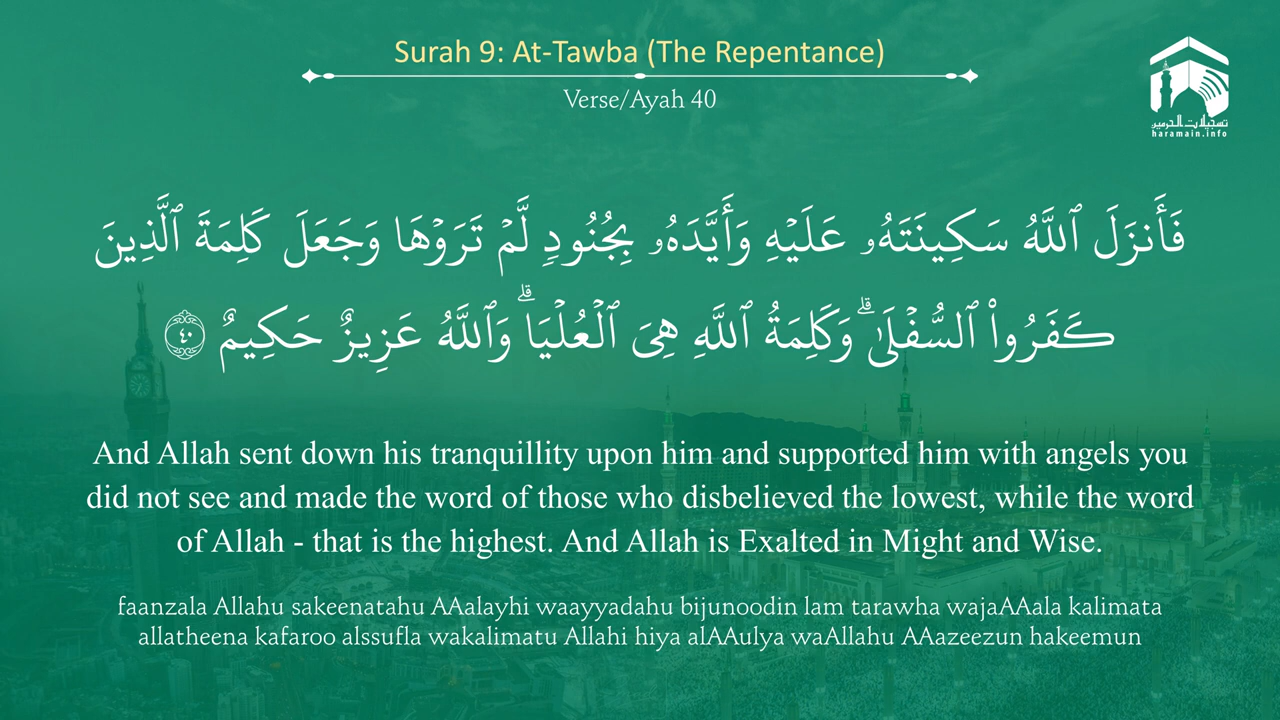 Surah 9: At-Tawba (The Repentance)
Verse/Ayah 40
تسجيلات الحرمين
haramain.info
فَأَنزَلَ ٱللَّهُ سَكِينَتَهُۥ عَلَيْهِ وَأَيَّدَهُۥ بِجُنُودٍ لَّمْ تَرَوْهَا وَجَعَلَ كَلِمَةَ ٱلَّذِينَ
كَفَرُوا۟ ٱلسُّفْلَىٰ ۗ وَكَلِمَةُ ٱللَّهِ هِىَ ٱلْعُلْيَا ۗ وَٱللَّهُ عَزِيزٌ حَكِيمٌ ٤٠
And Allah sent down his tranquillity upon him and supported him with angels you
did not see and made the word of those who disbelieved the lowest, while the word
of Allah - that is the highest. And Allah is Exalted in Might and Wise.
faanzala Allahu sakeenatahu AAalayhi waayyadahu bijunoodin lam tarawha wajaAAala kalimata
allatheena kafaroo alssufla wakalimatu Allahi hiya alAAulya waAllahu AAazeezun hakeemun